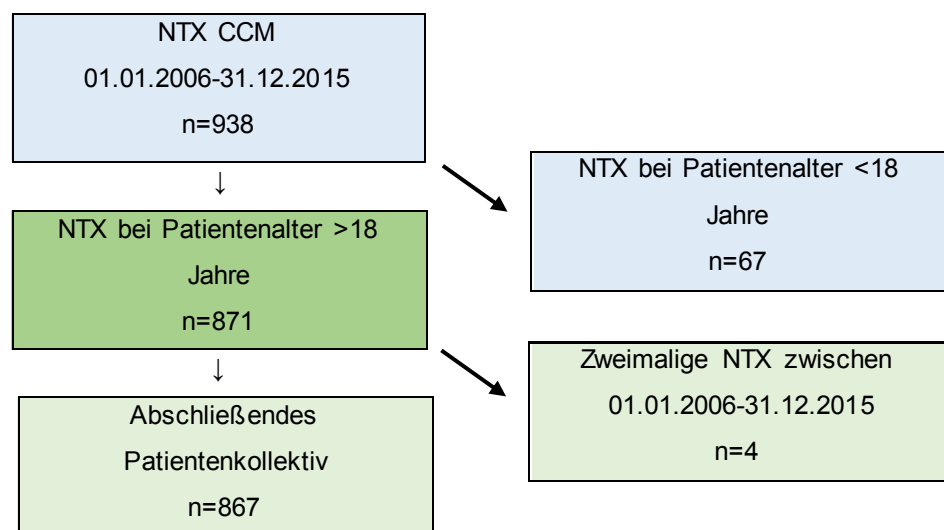 NTX CCM
01.01.2006-31.12.2015
n=938
↓
NTX bei Patientenalter <18
Jahre
n=67
NTX bei Patientenalter >18
Jahre
n=871
↓
Zweimalige NTX zwischen
01.01.2006-31.12.2015
n=4
Abschließendes
Patientenkollektiv
n=867